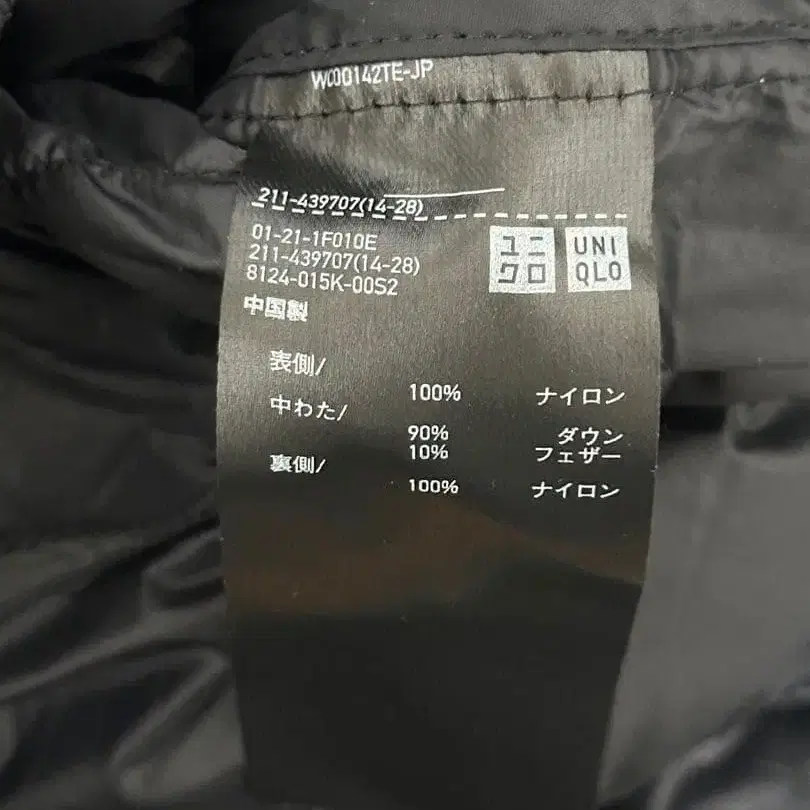 WC00142TE-JP
211-439707(14-28)
01-21-1F010E
211-439707(14-28)
8124-015K-00S2
ユニ
クロ
UNI
QLO
中国製
表側/
100% ナイロン
中わた/
90% ダウン
10% フェザー
裏側/
100% ナイロン